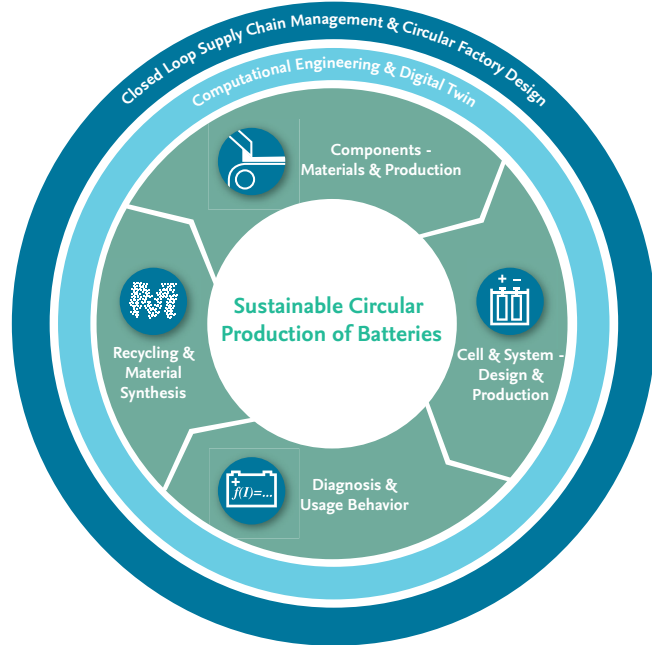 Closed Loop Supply Chain Management & Circular Factory Design
Computational Engineering & Digital Twin
Components -
Materials & Production
Sustainable Circular
Production of Batteries
+ −
Cell & System -
Design &
Production
Recycling &
Material
Synthesis
+
f(I)=...
Diagnosis &
Usage Behavior